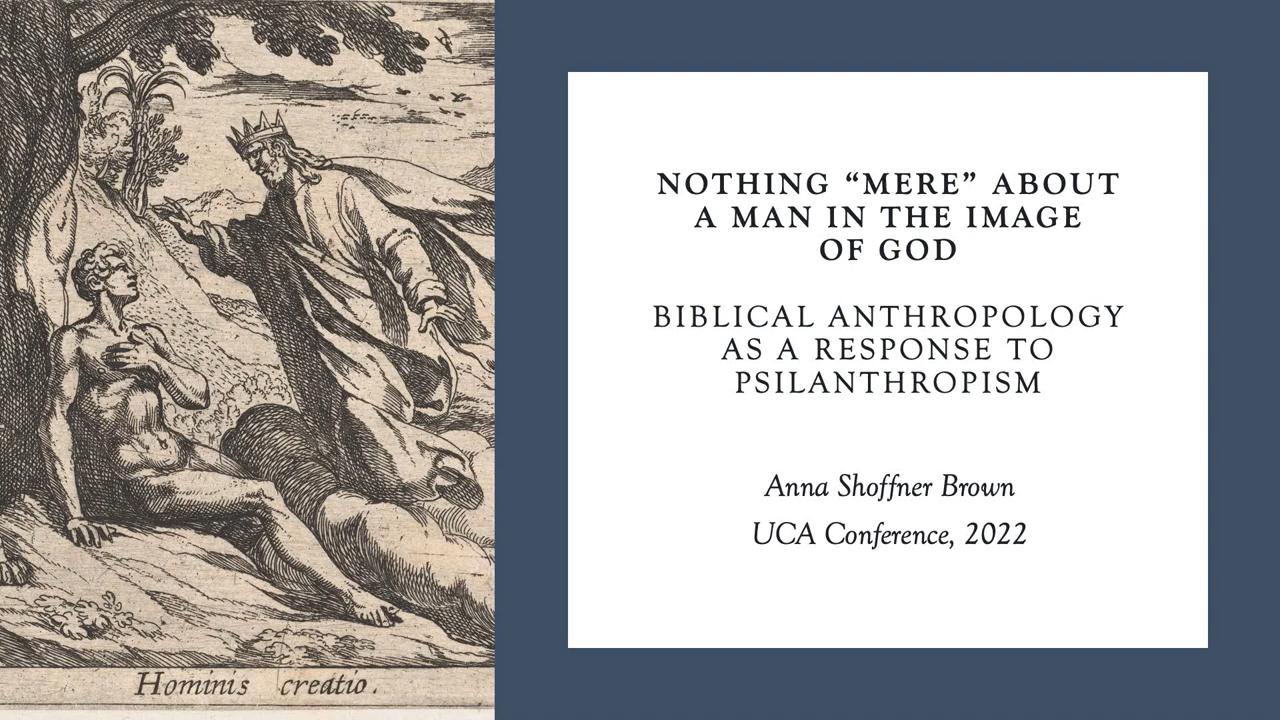 NOTHING “MERE” ABOUT
A MAN IN THE IMAGE
OF GOD
BIBLICAL ANTHROPOLOGY
AS A RESPONSE TO
PSILANTHROPISM
Anna Shoffner Brown
UCA Conference, 2022
Hominis creatio.